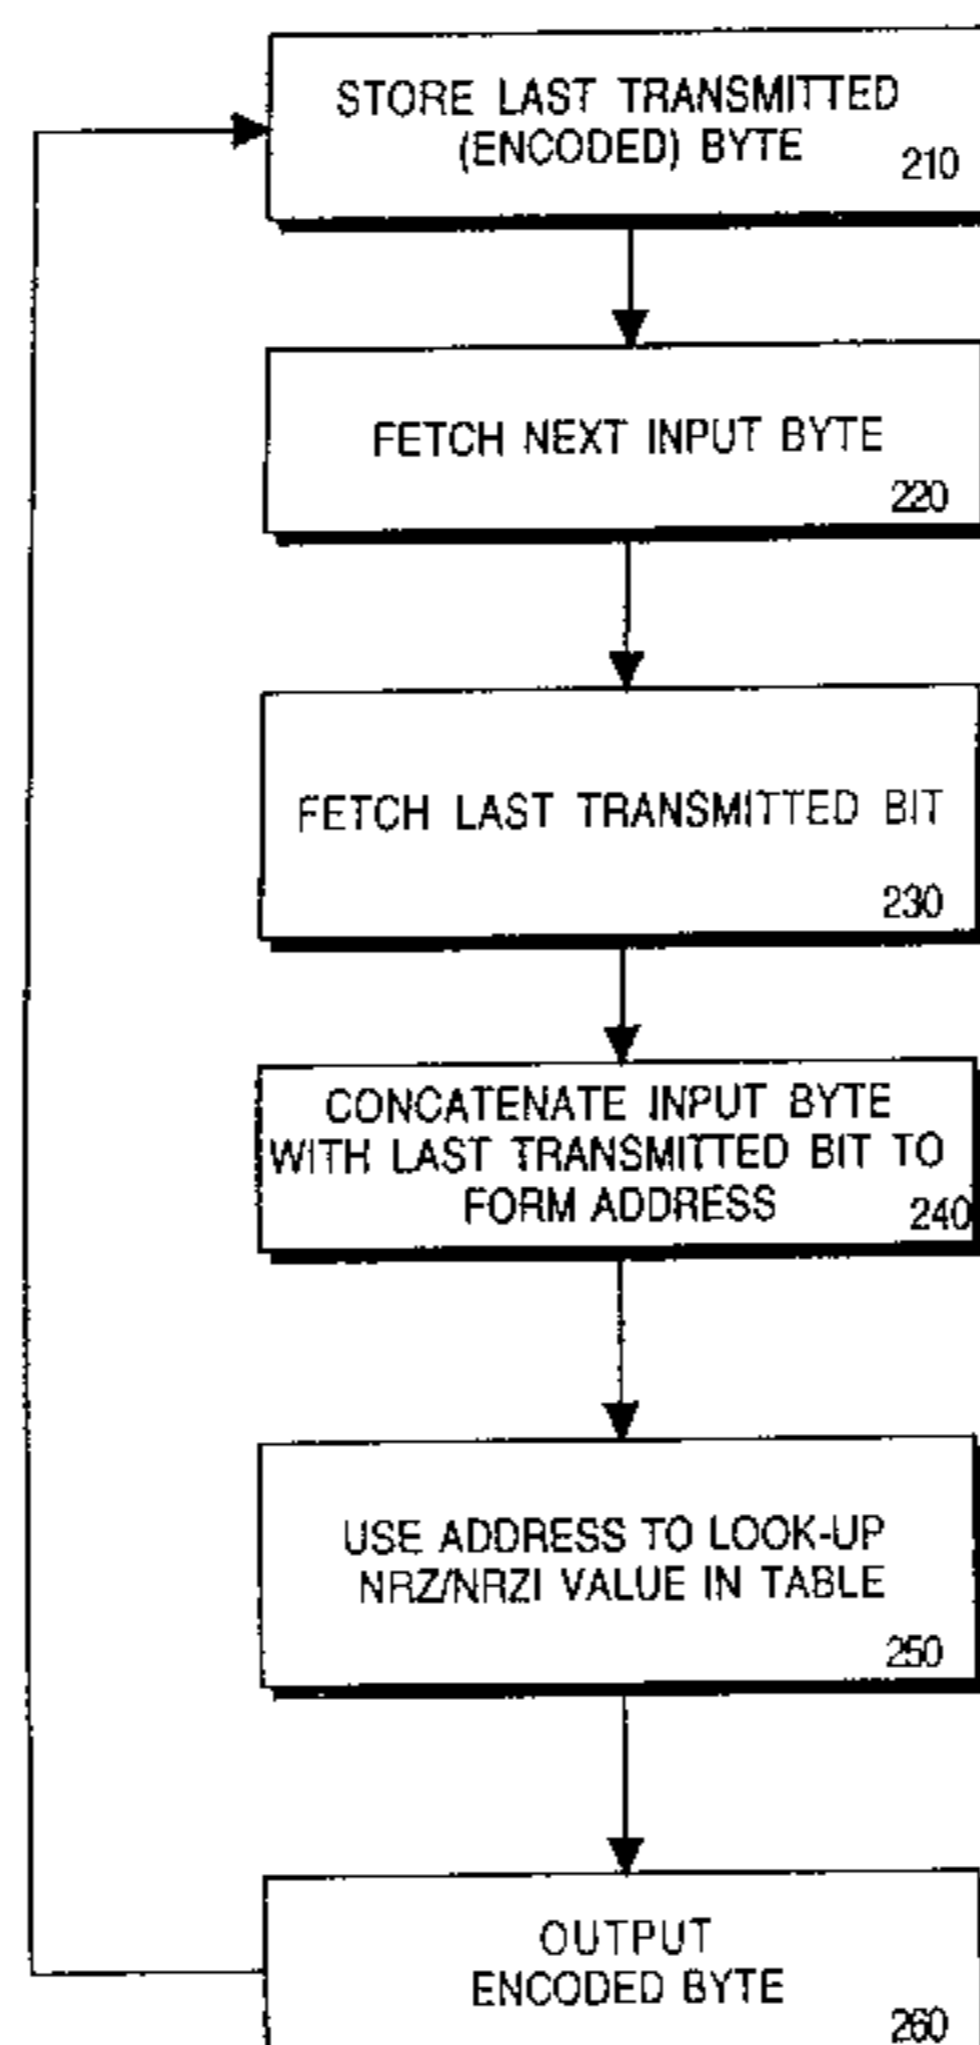 STORE LAST TRANSMITTED
(ENCODED) BYTE
210
FETCH NEXT INPUT BYTE
220
FETCH LAST TRANSMITTED BIT
230
CONCATENATE INPUT BYTE
WITH LAST TRANSMITTED BIT TO
FORM ADDRESS
240
USE ADDRESS TO LOOK-UP
NRZ/NRZI VALUE IN TABLE
250
OUTPUT
ENCODED BYTE
260